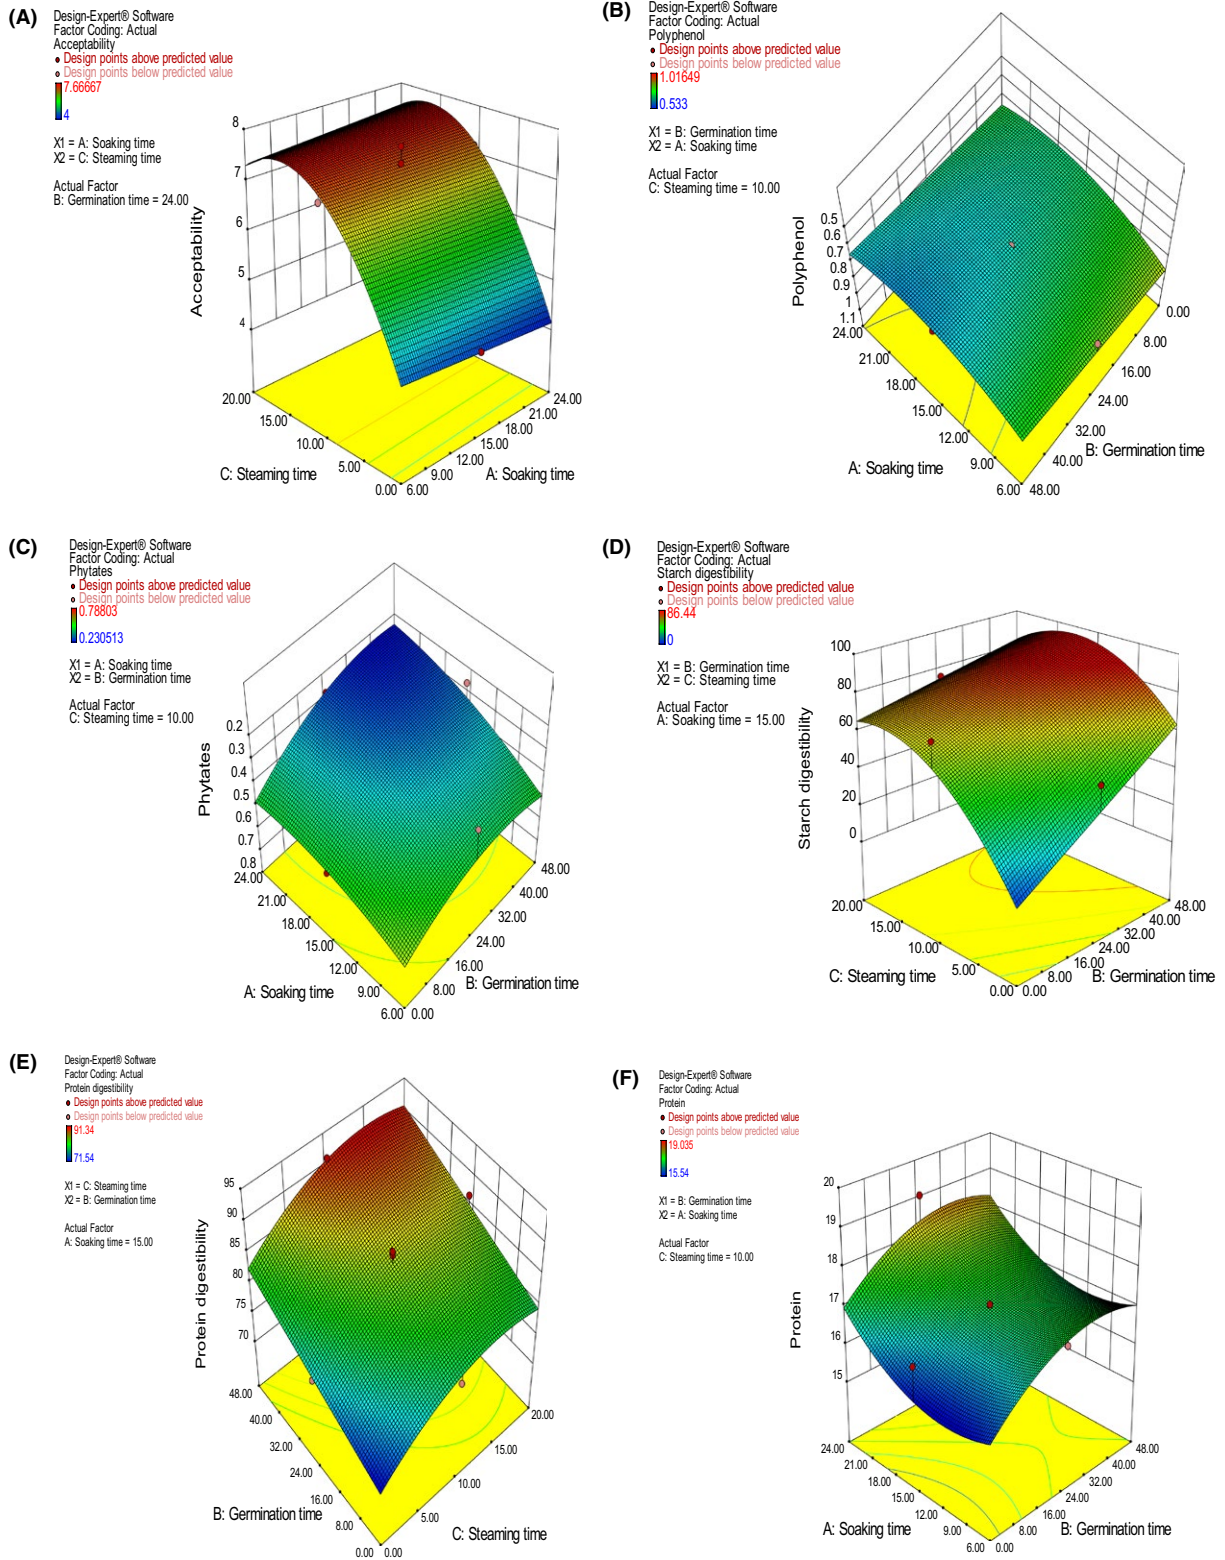 (A)
Design-Expert® Software
Factor Coding: Actual
Acceptability
Design points above predicted value
Design points below predicted value
7.66667
4
X1 = A: Soaking time
X2 = C: Steaming time
Actual Factor
B: Germination time = 24.00
Acceptability
8
7
6
5
4
20.00
15.00
10.00
5.00
0.00
C: Steaming time
6.00
9.00
12.00
15.00
18.00
21.00
24.00
A: Soaking time
(B)
Design-Expert® Software
Factor Coding: Actual
Polyphenol
Design points above predicted value
Design points below predicted value
1.01649
0.533
X1 = B: Germination time
X2 = A: Soaking time
Actual Factor
C: Steaming time = 10.00
Polyphenol
0.5
0.6
0.7
0.8
0.9
1
1.1
24.00
21.00
18.00
15.00
12.00
9.00
6.00
A: Soaking time
48.00
40.00
32.00
24.00
16.00
8.00
0.00
B: Germination time
(C)
Design-Expert® Software
Factor Coding: Actual
Phytates
Design points above predicted value
Design points below predicted value
0.78803
0.230513
X1 = A: Soaking time
X2 = B: Germination time
Actual Factor
C: Steaming time = 10.00
Phytates
0.2
0.3
0.4
0.5
0.6
0.7
0.8
24.00
21.00
18.00
15.00
12.00
9.00
6.00
A: Soaking time
0.00
8.00
16.00
24.00
32.00
40.00
48.00
B: Germination time
(D)
Design-Expert® Software
Factor Coding: Actual
Starch digestibility
Design points above predicted value
Design points below predicted value
86.44
0
X1 = B: Germination time
X2 = C: Steaming time
Actual Factor
A: Soaking time = 15.00
Starch digestibility
100
80
60
40
20
0
20.00
15.00
10.00
5.00
0.00
C: Steaming time
0.00
8.00
16.00
24.00
32.00
40.00
48.00
B: Germination time
(E)
Design-Expert® Software
Factor Coding: Actual
Protein digestibility
Design points above predicted value
Design points below predicted value
91.34
71.54
X1 = C: Steaming time
X2 = B: Germination time
Actual Factor
A: Soaking time = 15.00
Protein digestibility
95
90
85
80
75
70
48.00
40.00
32.00
24.00
16.00
8.00
0.00
B: Germination time
0.00
5.00
10.00
15.00
20.00
C: Steaming time
(F)
Design-Expert® Software
Factor Coding: Actual
Protein
Design points above predicted value
Design points below predicted value
19.035
15.54
X1 = B: Germination time
X2 = A: Soaking time
Actual Factor
C: Steaming time = 10.00
Protein
20
19
18
17
16
15
24.00
21.00
18.00
15.00
12.00
9.00
6.00
A: Soaking time
0.00
8.00
16.00
24.00
32.00
40.00
48.00
B: Germination time